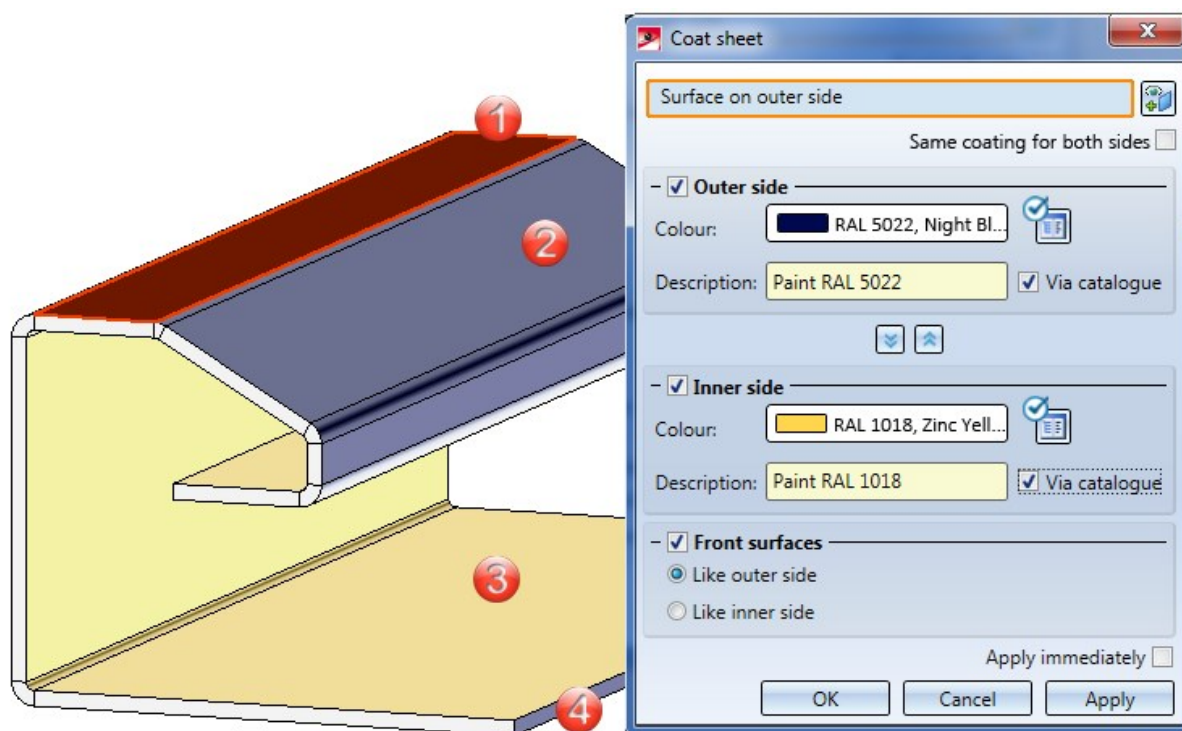 Coat sheet
Surface on outer side
Same coating for both sides
Outer side
Colour: RAL 5022, Night Bl...
Description: Paint RAL 5022 Via catalogue
Inner side
Colour: RAL 1018, Zinc Yell...
Description: Paint RAL 1018 Via catalogue
Front surfaces
Like outer side
Like inner side
Apply immediately
OK Cancel Apply
1
2
3
4